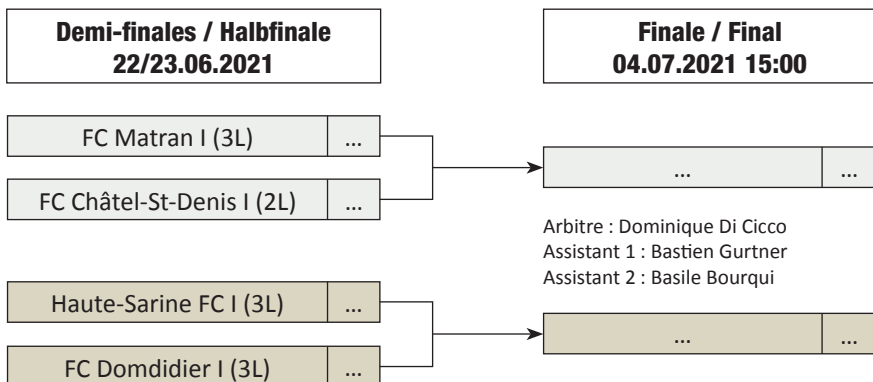 Demi-finales / Halbfinale
22/23.06.2021
Finale / Final
04.07.2021 15:00
FC Matran I (3L) ...
FC Châtel-St-Denis I (2L) ...
... ...
Arbitre : Dominique Di Cicco
Assistant 1 : Bastien Gurtner
Assistant 2 : Basile Bourqui
Haute-Sarine FC I (3L) ...
FC Domdidier I (3L) ...
... ...